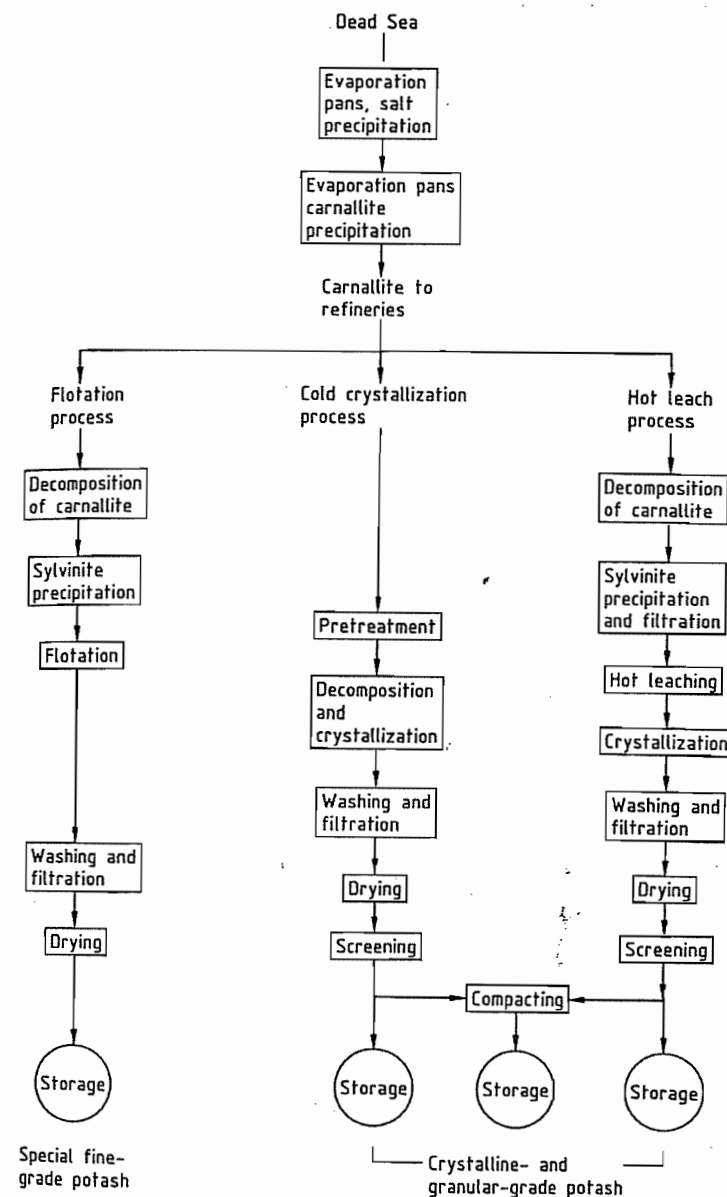 Dead Sea
Evaporation
pans, salt
precipitation
Evaporation pans
carnallite
precipitation
Carnallite to
refineries
Flotation
process
Decomposition
of carnallite
Sylvinite
precipitation
Flotation
Washing and
filtration
Drying
Storage
Special fine-
grade potash
Cold crystallization
process
Pretreatment
Decomposition
and
crystallization
Washing and
filtration
Drying
Screening
Compacting
Storage
Storage
Hot leach
process
Decomposition
of carnallite
Sylvinite
precipitation
and filtration
Hot leaching
Crystallization
Washing and
filtration
Drying
Screening
Storage
Crystalline- and
granular-grade potash